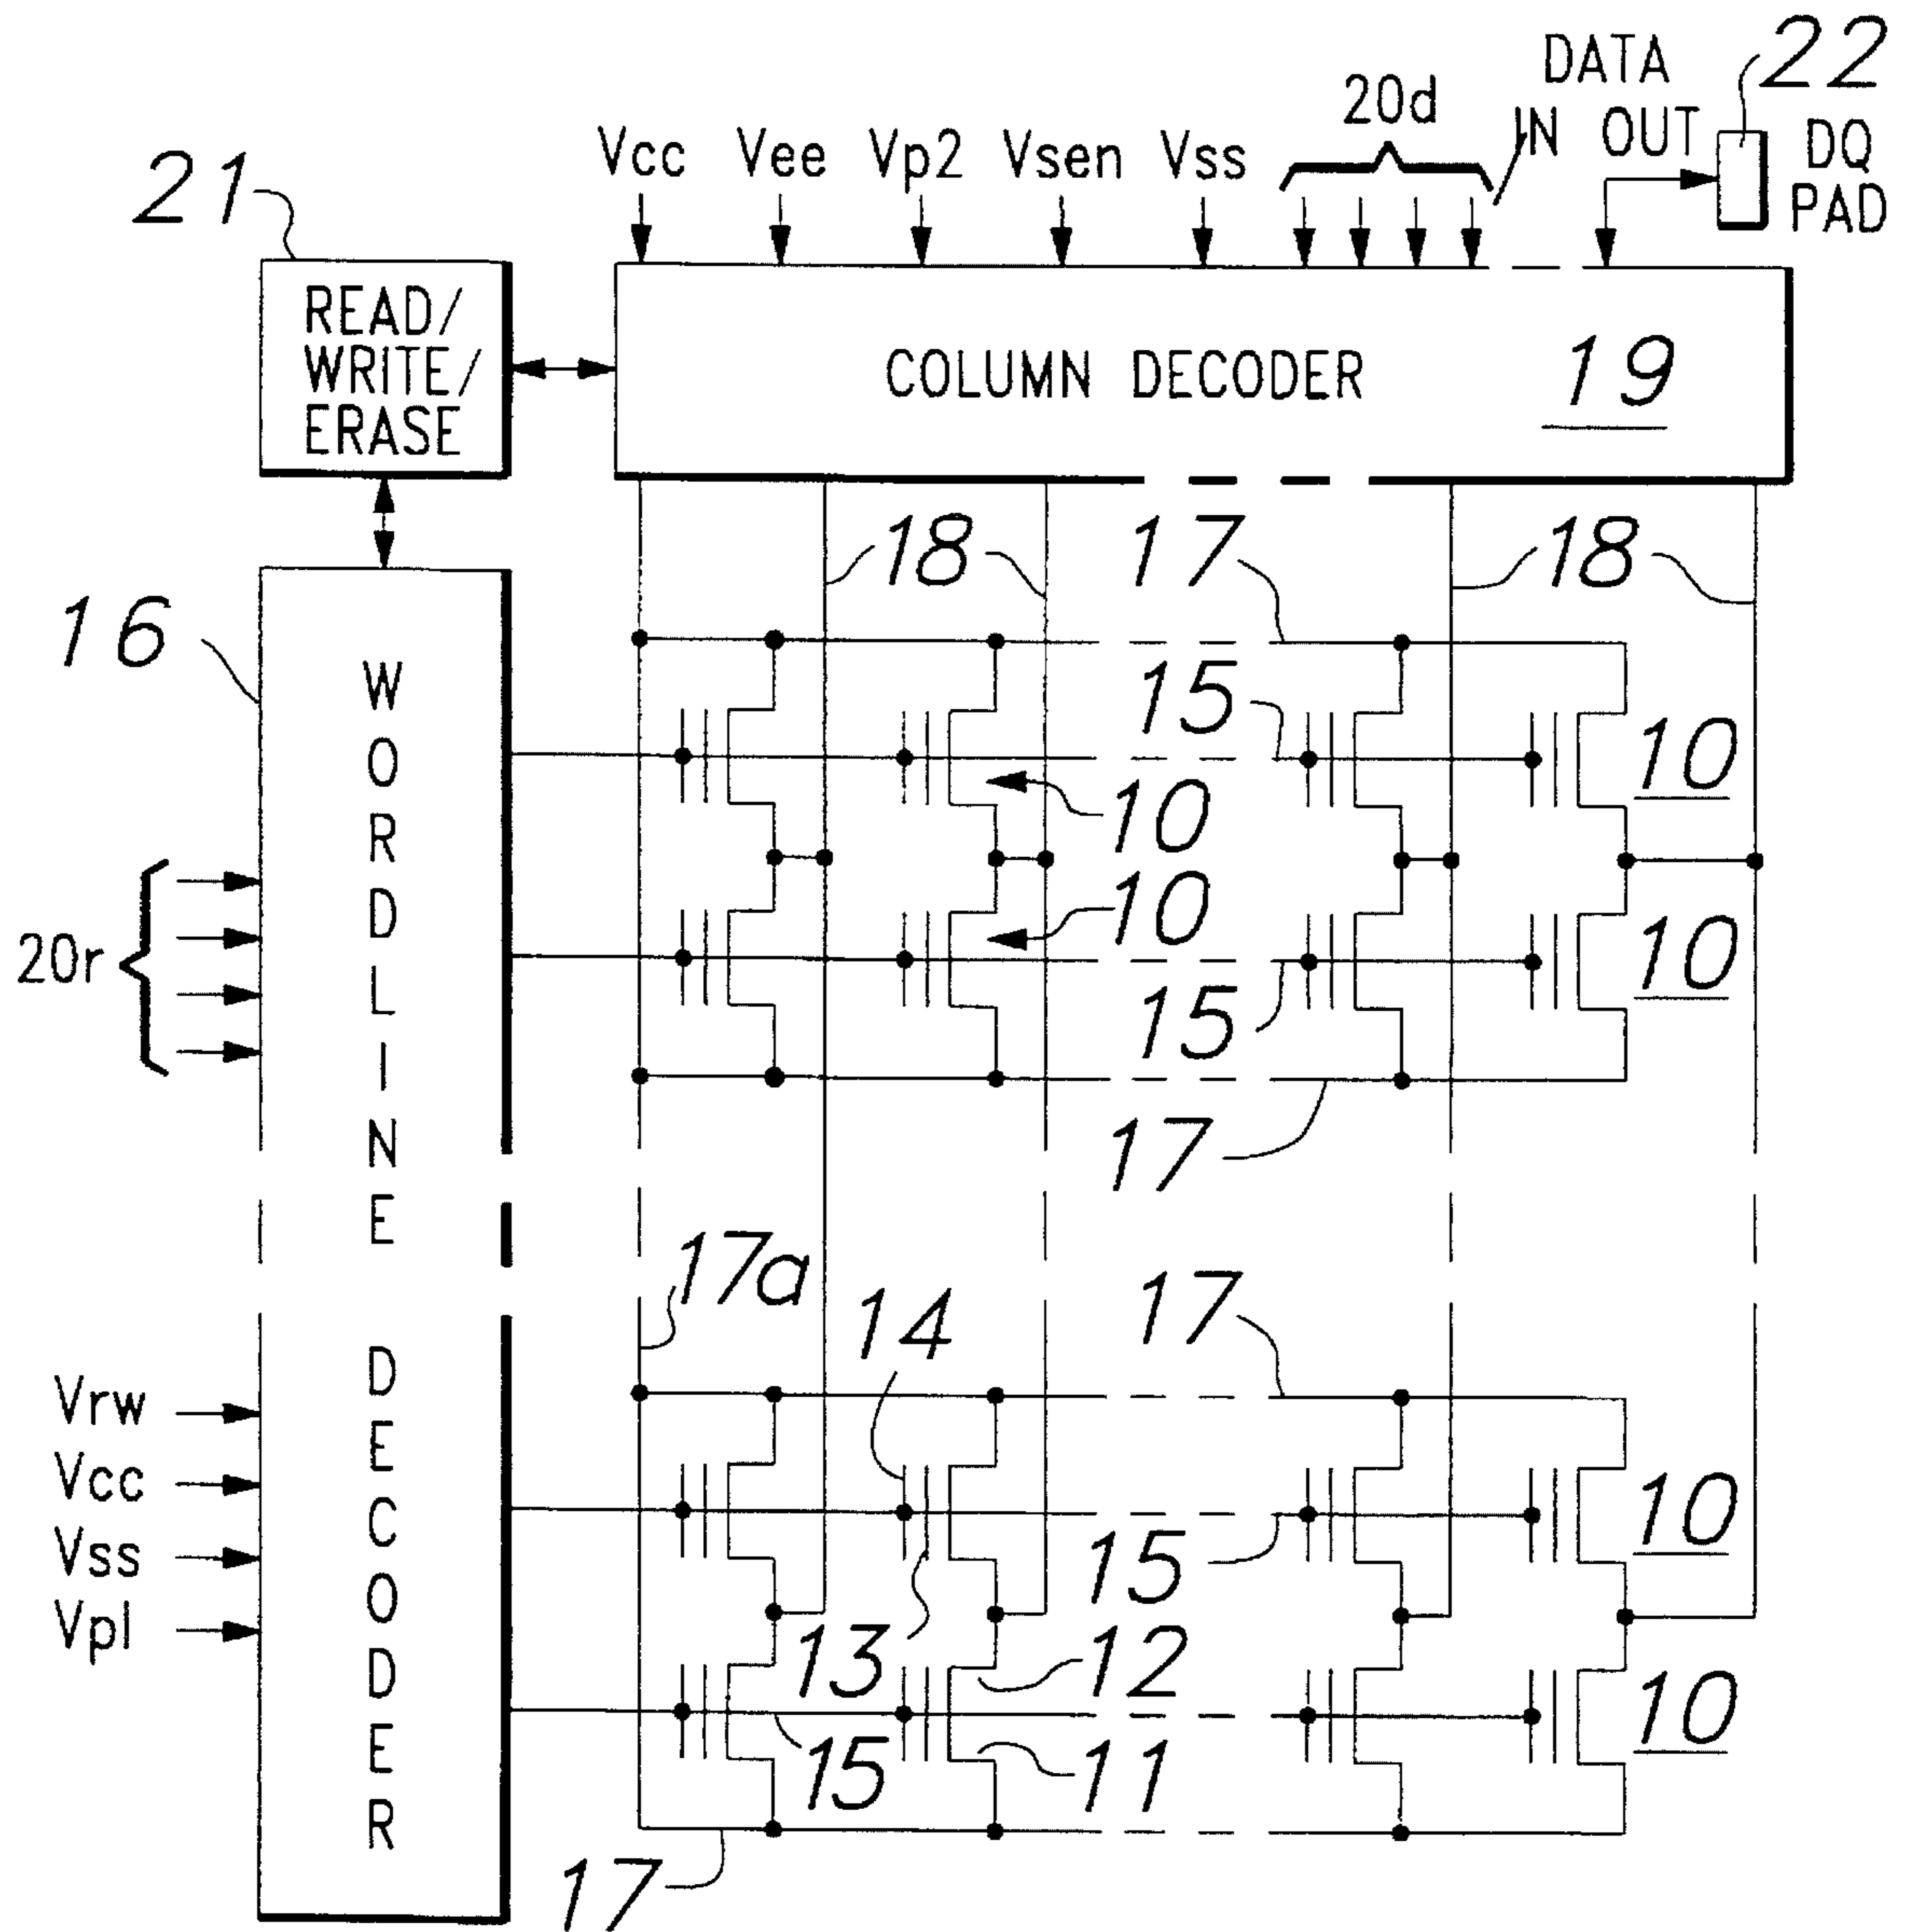 22
DATA
IN OUT
DQ
PAD
20d
Vcc Vee Vp2 Vsen Vss
21
READ/
WRITE/
ERASE
COLUMN DECODER
19
18
17
18
16
WORDLINE DECODER
15
10
10
10
10
20r
15
17
17a
14
17
Vrw
Vcc
Vss
Vpl
10
15
13
12
10
15
11
17